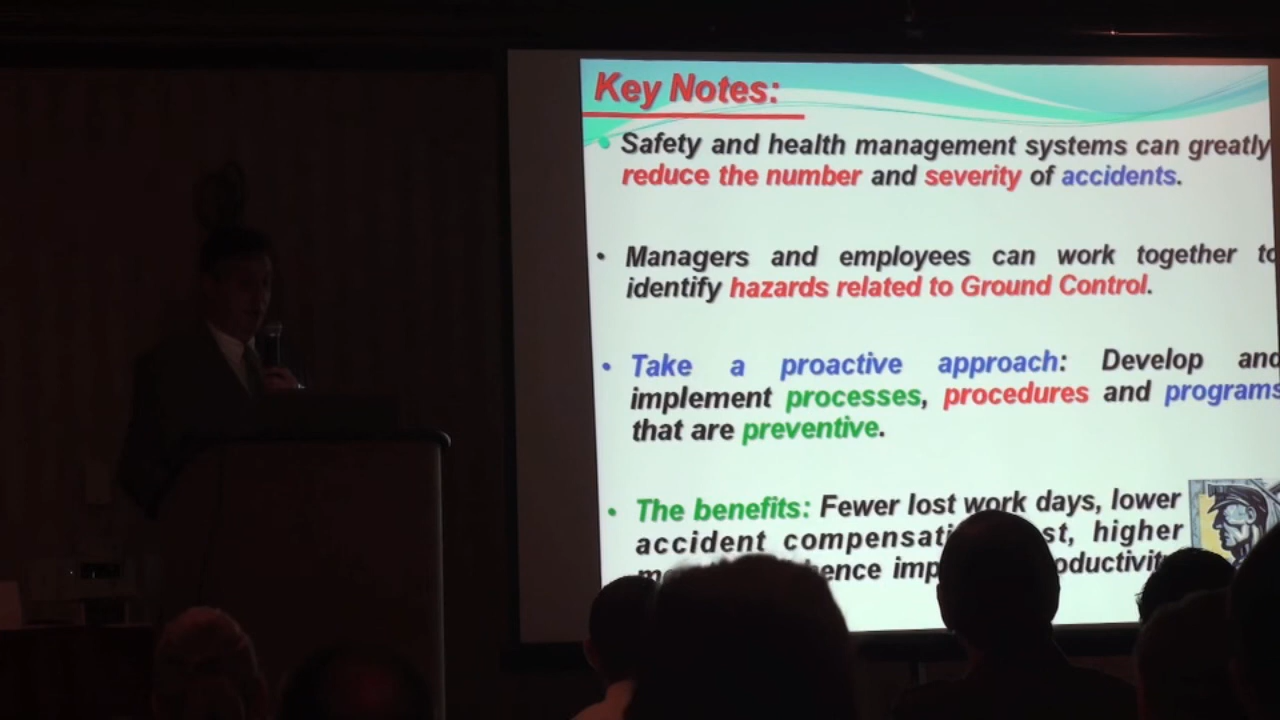 Key Notes:
• Safety and health management systems can greatly
reduce the number and severity of accidents.
• Managers and employees can work together to
identify hazards related to Ground Control.
• Take a proactive approach: Develop and
implement processes, procedures and programs
that are preventive.
• The benefits: Fewer lost work days, lower
accident higher